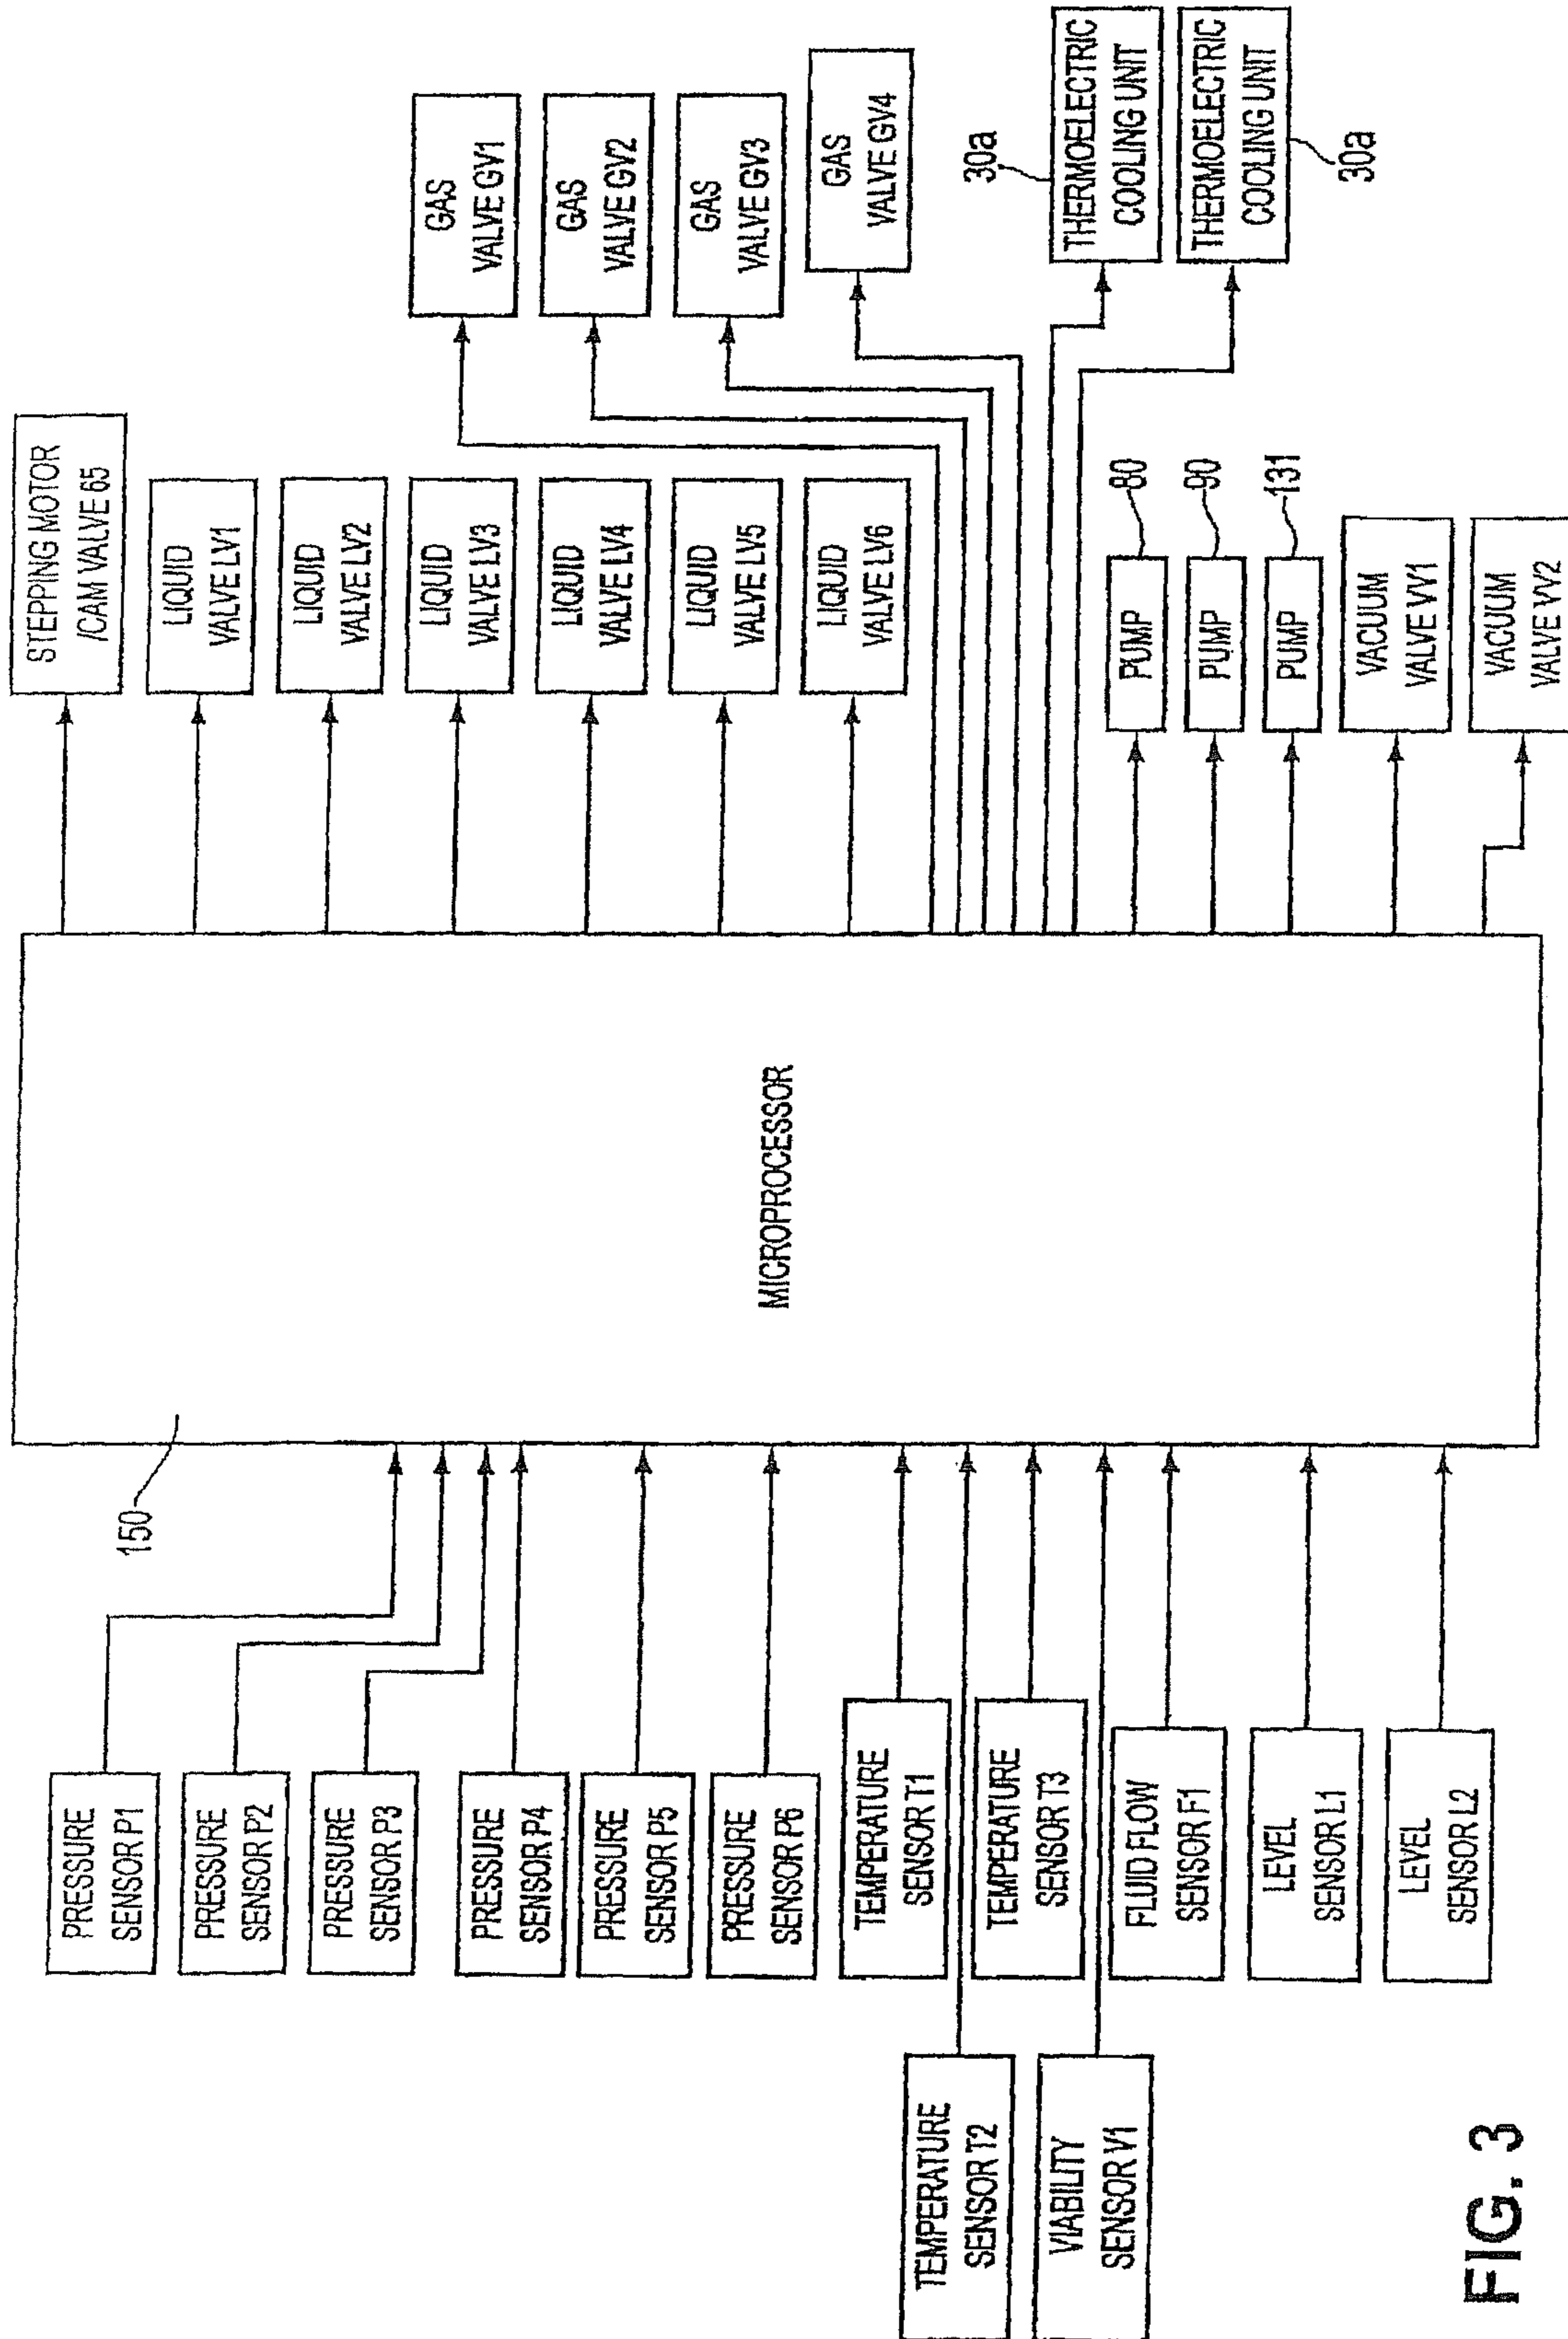 PRESSURE
SENSOR P1
PRESSURE
SENSOR P2
PRESSURE
SENSOR P3
PRESSURE
SENSOR P4
PRESSURE
SENSOR P5
PRESSURE
SENSOR P6
TEMPERATURE
SENSOR T1
TEMPERATURE
SENSOR T2
TEMPERATURE
SENSOR T3
VIABILITY
SENSOR V1
FLUID FLOW
SENSOR F1
LEVEL
SENSOR L1
LEVEL
SENSOR L2
150
MICROPROCESSOR
STEPPING MOTOR
/CAM VALVE 65
LIQUID
VALVE LV1
LIQUID
VALVE LV2
LIQUID
VALVE LV3
LIQUID
VALVE LV4
LIQUID
VALVE LV5
LIQUID
VALVE LV6
GAS
VALVE GV1
GAS
VALVE GV2
GAS
VALVE GV3
GAS
VALVE GV4
30a
THERMOELECTRIC
COOLING UNIT
THERMOELECTRIC
COOLING UNIT
30a
PUMP
80
PUMP
90
PUMP
131
VACUUM
VALVE VV1
VACUUM
VALVE VV2
FIG. 3